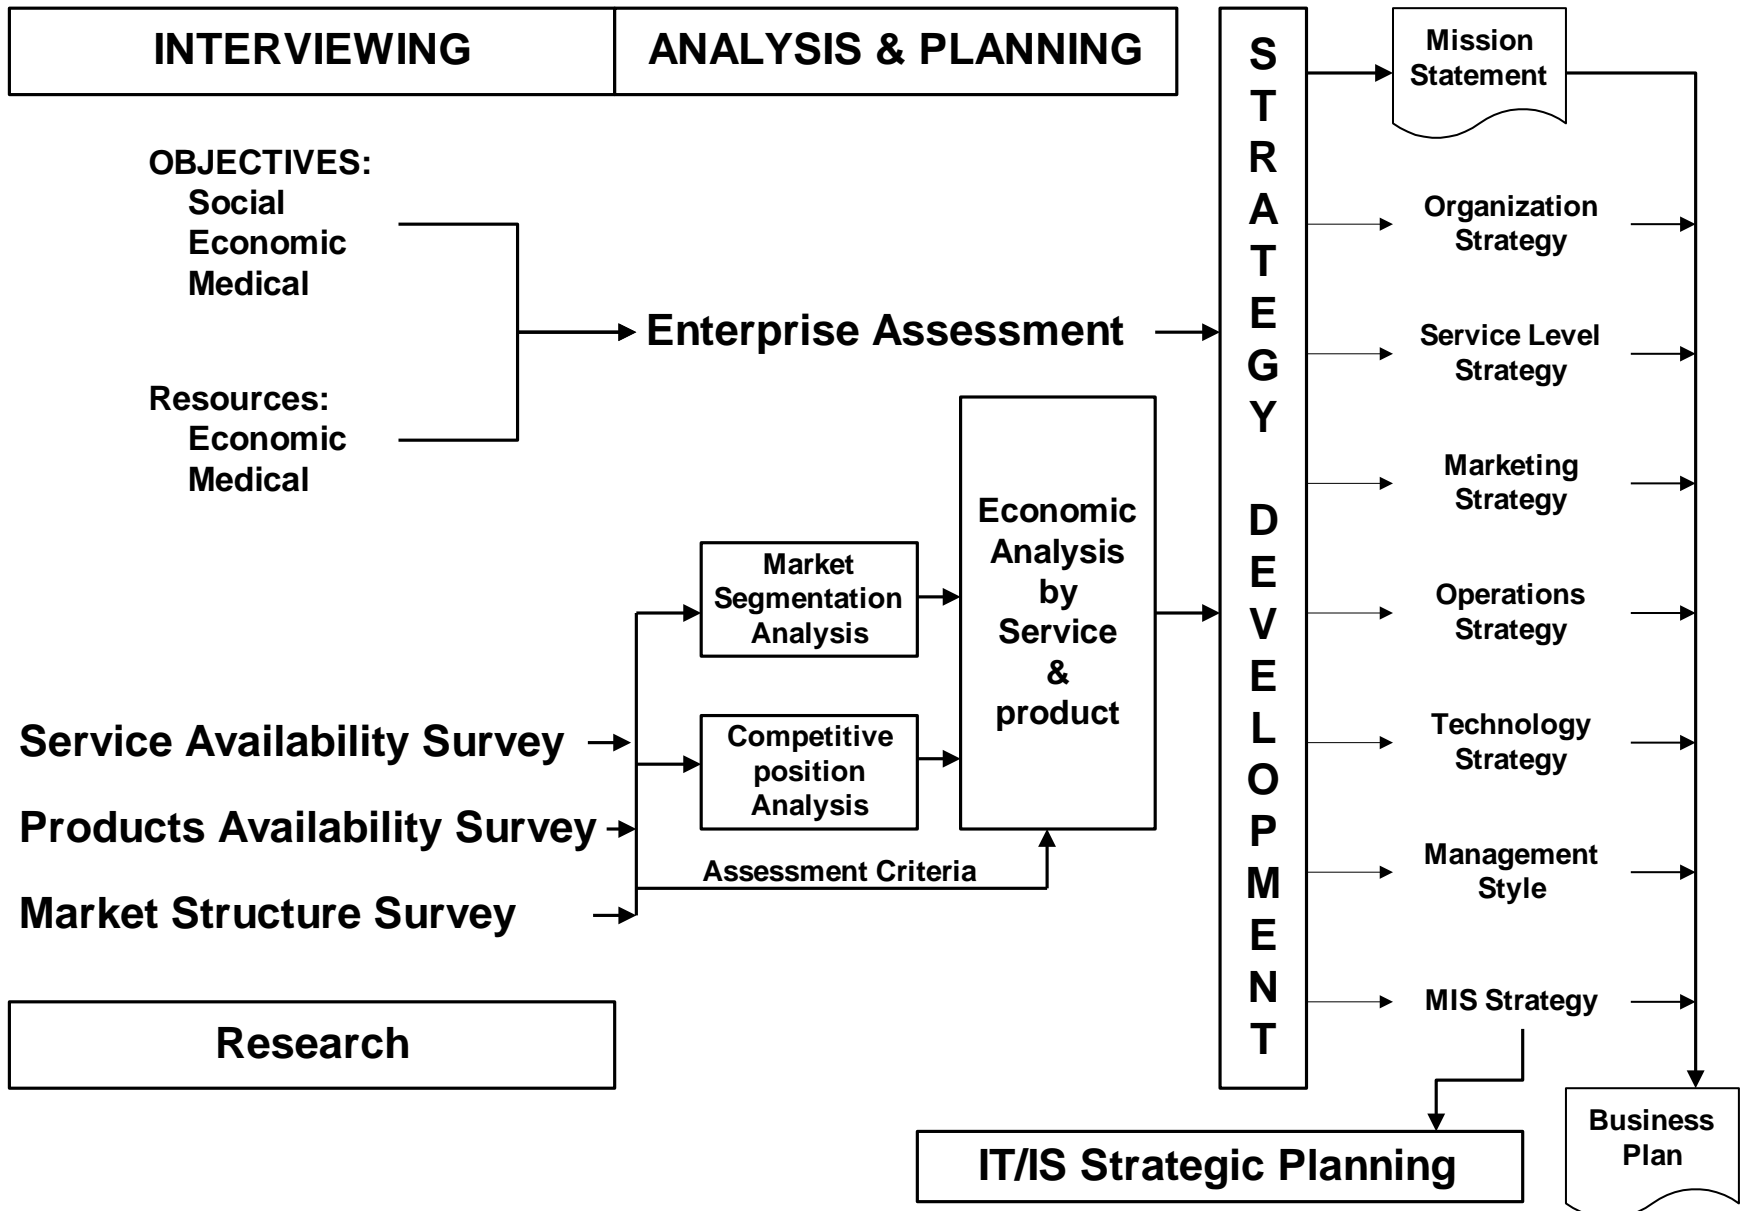 INTERVIEWING
ANALYSIS & PLANNING
OBJECTIVES:
Social
Economic
Medical
Resources:
Economic
Medical
Enterprise Assessment
Market
Segmentation
Analysis
Competitive
position
Analysis
Economic
Analysis
by
Service
&
product
Service Availability Survey
Products Availability Survey
Market Structure Survey
Assessment Criteria
Research
S
T
R
A
T
E
G
Y
D
E
V
E
L
O
P
M
E
N
T
Mission
Statement
Organization
Strategy
Service Level
Strategy
Marketing
Strategy
Operations
Strategy
Technology
Strategy
Management
Style
MIS Strategy
IT/IS Strategic Planning
Business
Plan